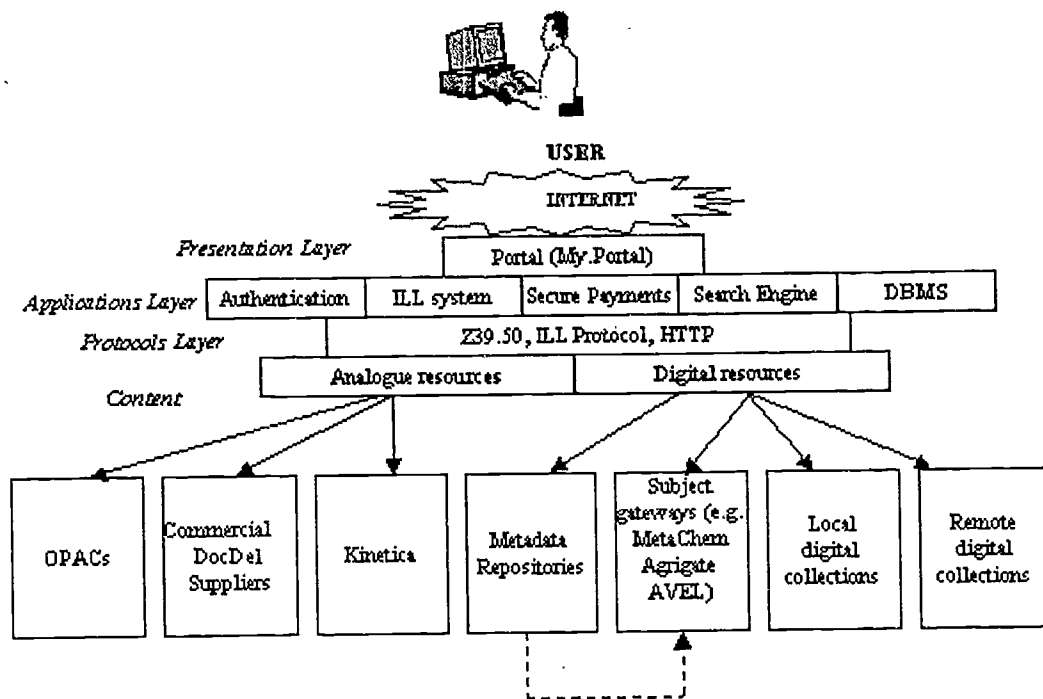 USER
INTERNET
Presentation Layer
Portal (My.Portal)
Applications Layer
Authentication
ILL system
Secure Payments
Search Engine
DBMS
Protocols Layer
Z39.50, ILL Protocol, HTTP
Content
Analogue resources
Digital resources
OPACs
Commercial
DocDel
Suppliers
Kinetica
Metadata
Repositories
Subject
gateways (e.g.
MetaChem
Agrigate
AVEL)
Local
digital
collections
Remote
digital
collections